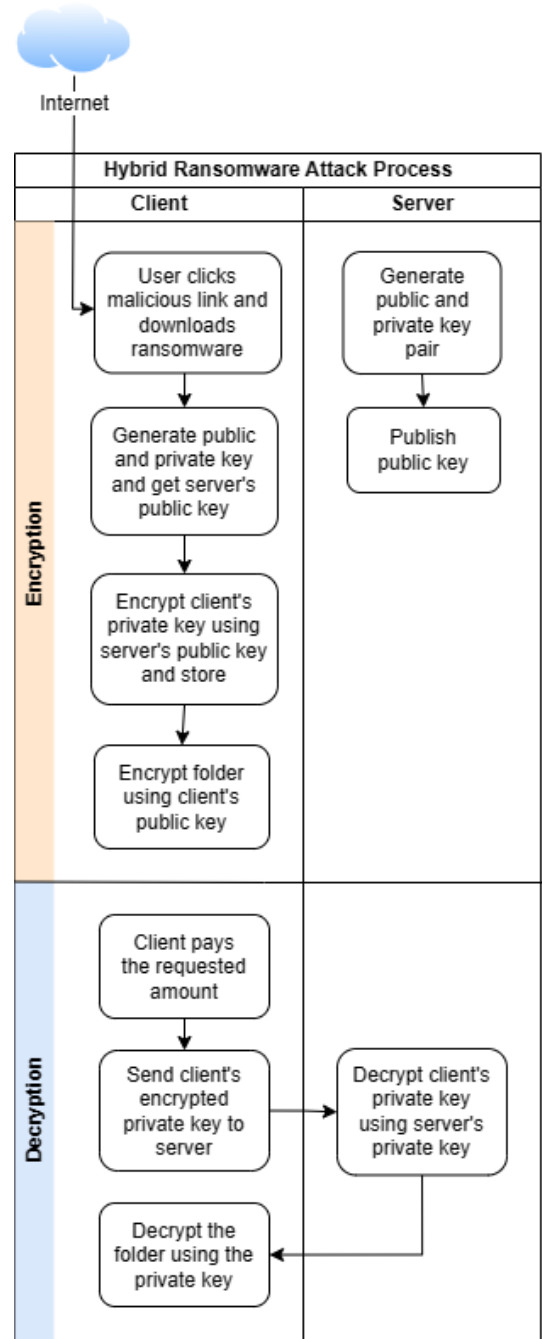 Internet
Hybrid Ransomware Attack Process
Client
Server
Encryption
User clicks
malicious link and
downloads
ransomware
Generate
public and
private key
pair
Generate public
and private key
and get server's
public key
Publish
public key
Encrypt client's
private key using
server's public key
and store
Encrypt folder
using client's
public key
Decryption
Client pays
the requested
amount
Send client's
encrypted
private key to
server
Decrypt client's
private key
using server's
private key
Decrypt the
folder using the
private key